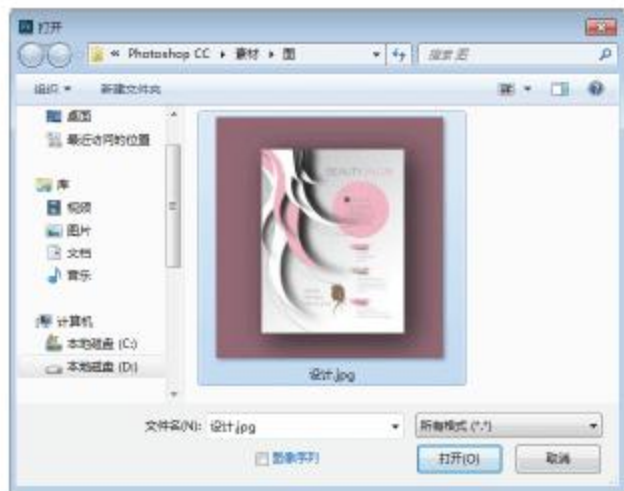 打开
« Photoshop CC ▸ 素材 ▸ 图
搜索 图
组织 ▾ 新建文件夹
桌面
最近访问的位置
库
视频
图片
文档
音乐
计算机
本地磁盘 (C:)
本地磁盘 (D:)
BEAUTY SALON
设计.jpg
文件名(N): 设计.jpg
所有格式 (*.*)
图像序列
打开(O)
取消